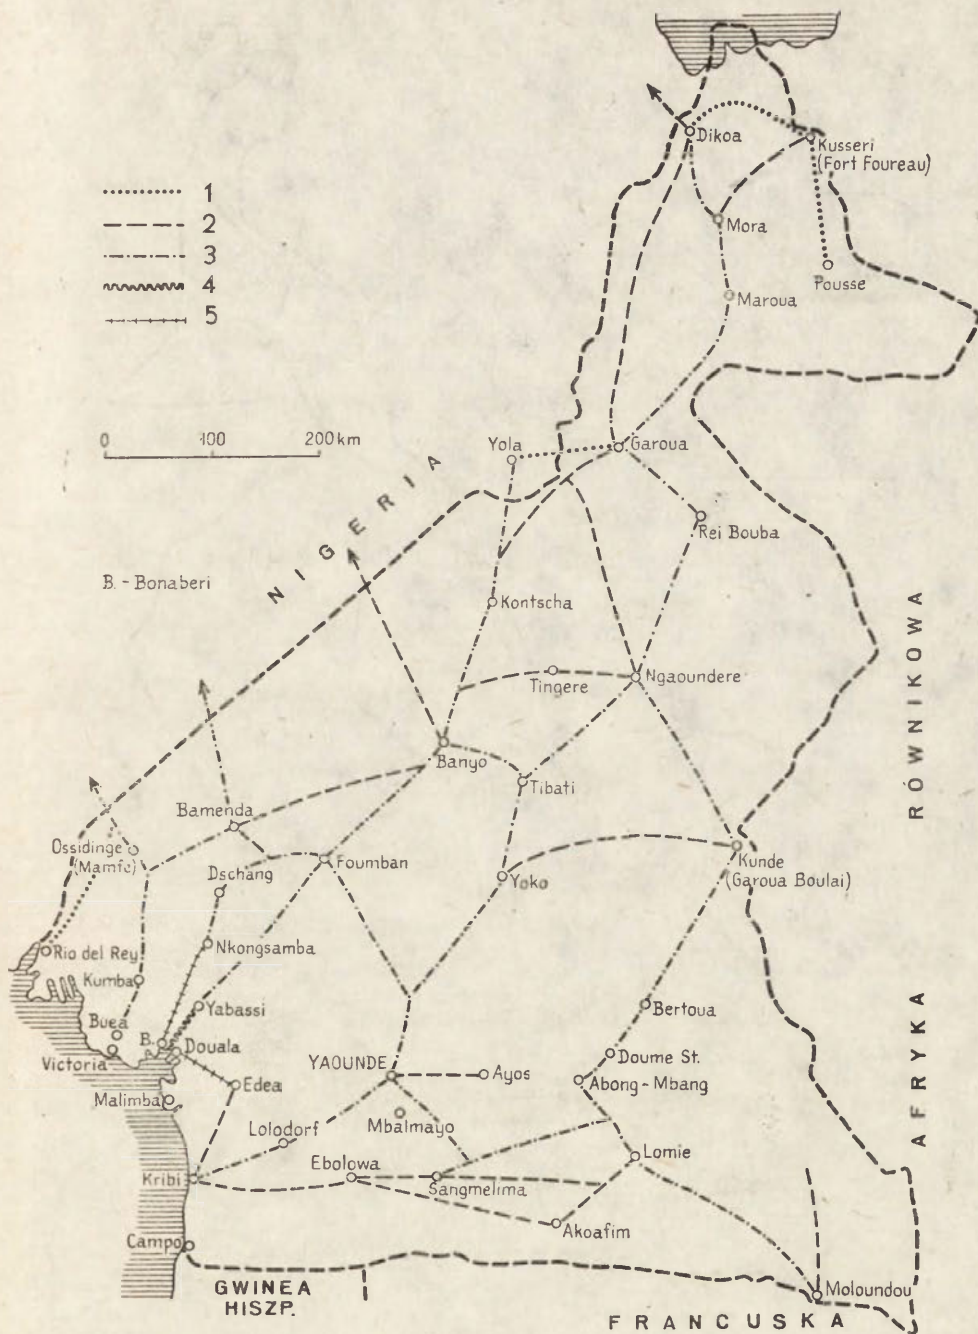 Dikoa
Kusseri
(Fort Foureau)
1
2
3
4
5
Mora
Pousse
Maroua
0 100 200 km
Yola
Garoua
NIGERIA
Rei Bouba
B. - Bonaberi
Kontscha
Tingere
Ngaoundere
RÓWNIKOWA
Banyo
Tibati
Bamenda
Ossidinge
(Mamfe)
Foumban
Kunde
(Garoua Boulai)
Dschang
Yoko
Rio del Rey
Nkongsamba
Kumba
Yabassi
Bertoua
Buea
B.
Douala
Victoria
YAOUNDE
Ayos
Doume St.
Abong - Mbang
Edea
Malimba
Mbalmayo
AFRYKA
Lolodorf
Lomie
Ebolowa
Kribi
Sangmelima
Akoafim
Campo
GWINEA
HISZP.
Moloundou
FRANCUSKA